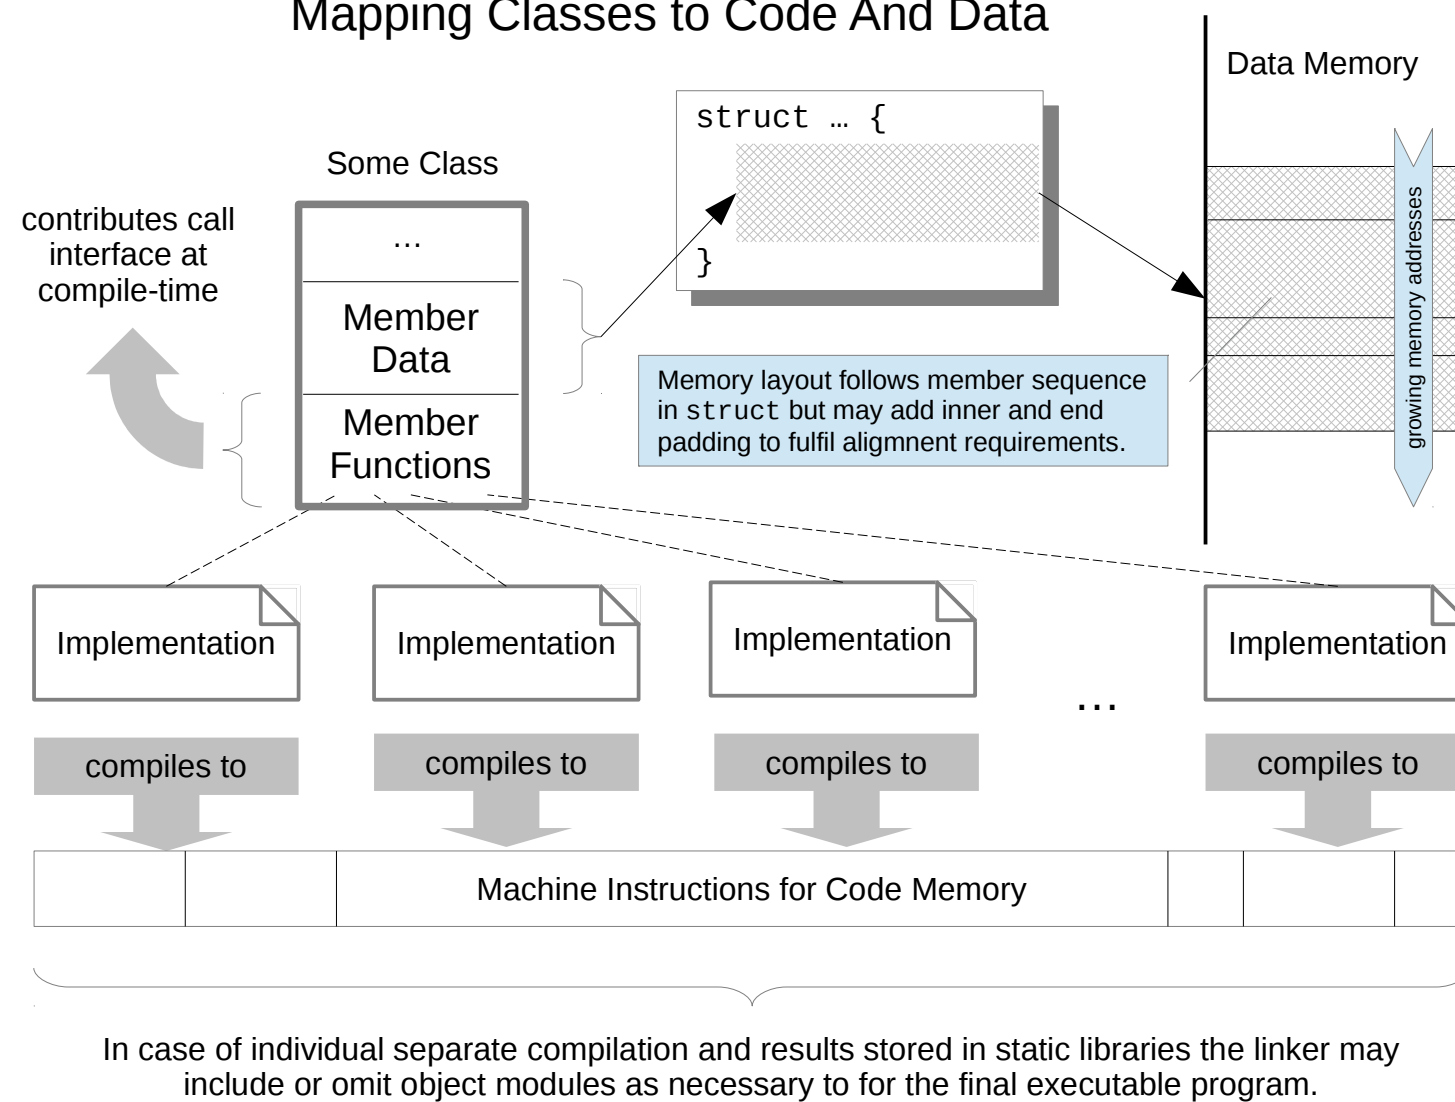 Mapping Classes to Code And Data
Data Memory
struct … {
}
Some Class
contributes call
interface at
compile-time
...
Member
Data
Member
Functions
Memory layout follows member sequence
in struct but may add inner and end
padding to fulfil aligmnent requirements.
growing memory addresses
Implementation
Implementation
Implementation
...
Implementation
compiles to
compiles to
compiles to
compiles to
Machine Instructions for Code Memory
In case of individual separate compilation and results stored in static libraries the linker may
include or omit object modules as necessary to for the final executable program.